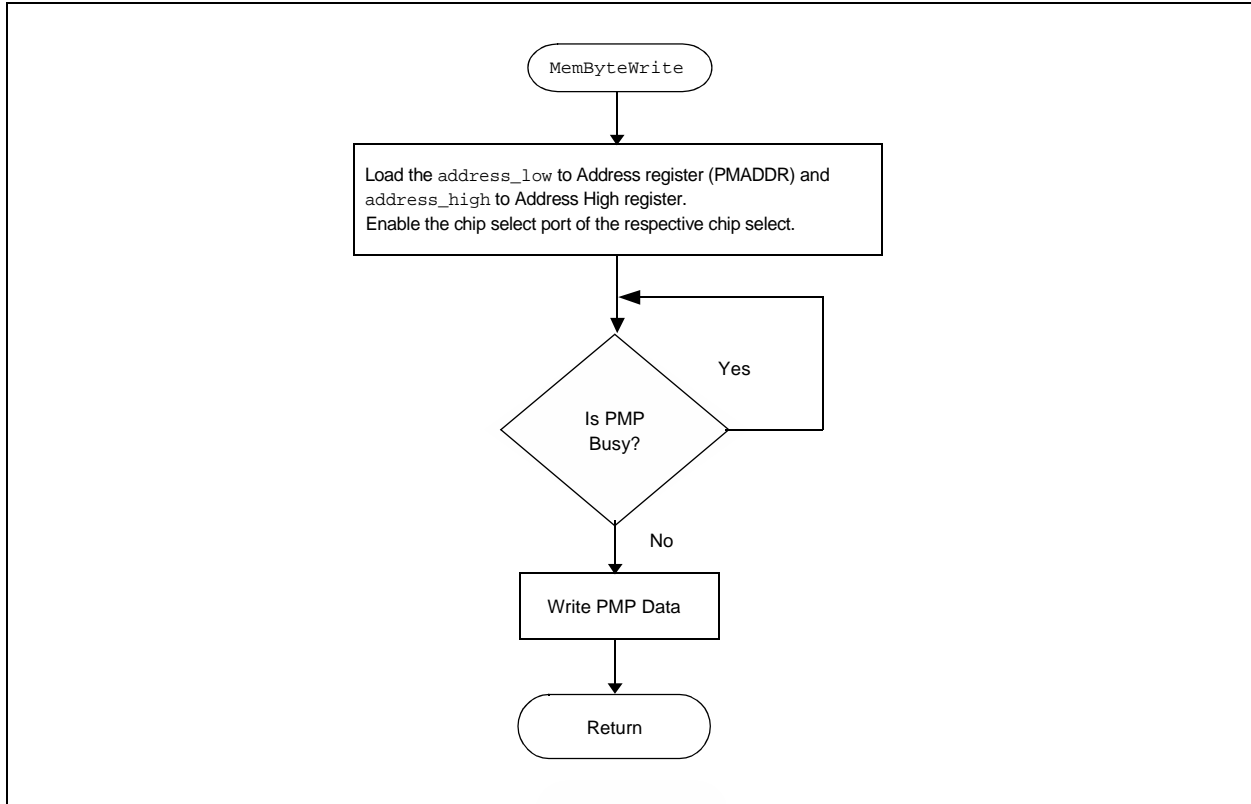 MemByteWrite
Load the address_low to Address register (PMADDR) and
address_high to Address High register.
Enable the chip select port of the respective chip select.
Yes
Is PMP
Busy?
No
Write PMP Data
Return